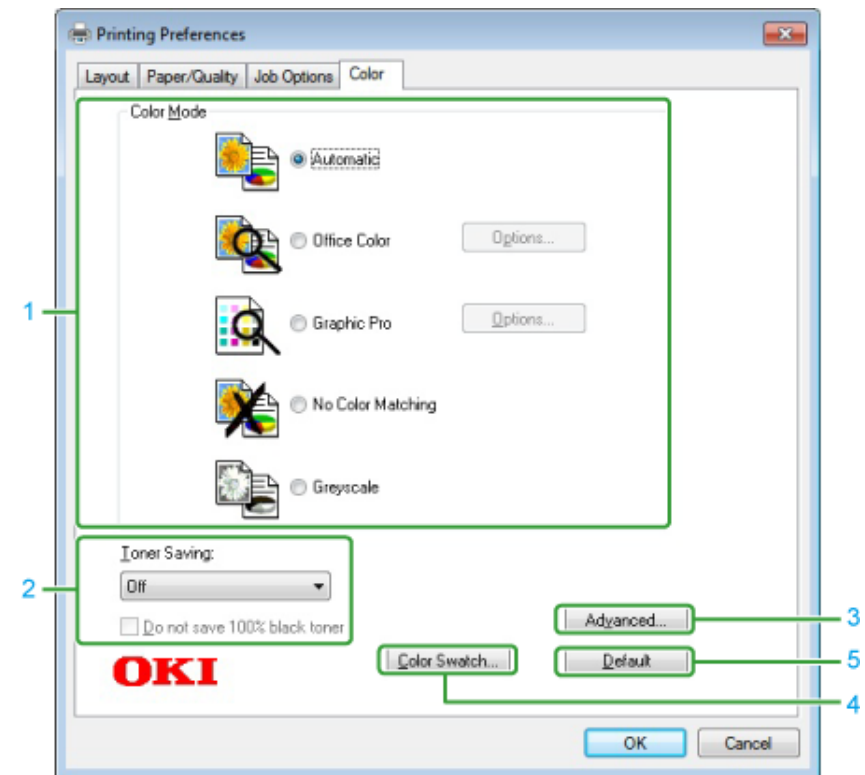 Printing Preferences
Layout Paper/Quality Job Options Color
Color Mode
Automatic
Office Color Options...
1
Graphic Pro Options...
No Color Matching
Greyscale
Toner Saving:
2 Off
Do not save 100% black toner
Advanced... 3
OKI Color Swatch... Default 5
4
OK Cancel